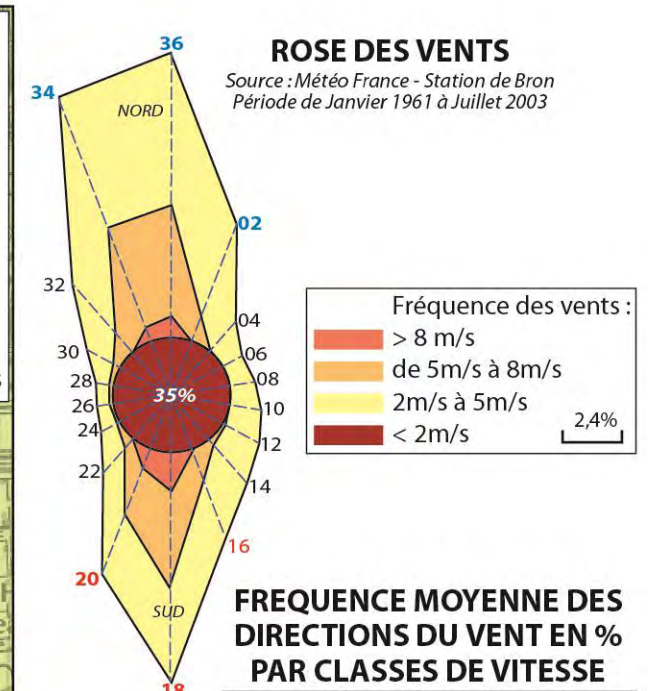 ROSE DES VENTS
Source : Météo France - Station de Bron
Période de Janvier 1961 à Juillet 2003
36
34
NORD
02
32
04
30
06
28
08
26
10
24
12
22
14
16
20
SUD
18
35%
Fréquence des vents :
> 8 m/s
de 5m/s à 8m/s
2m/s à 5m/s
< 2m/s
2,4%
FREQUENCE MOYENNE DES
DIRECTIONS DU VENT EN %
PAR CLASSES DE VITESSE